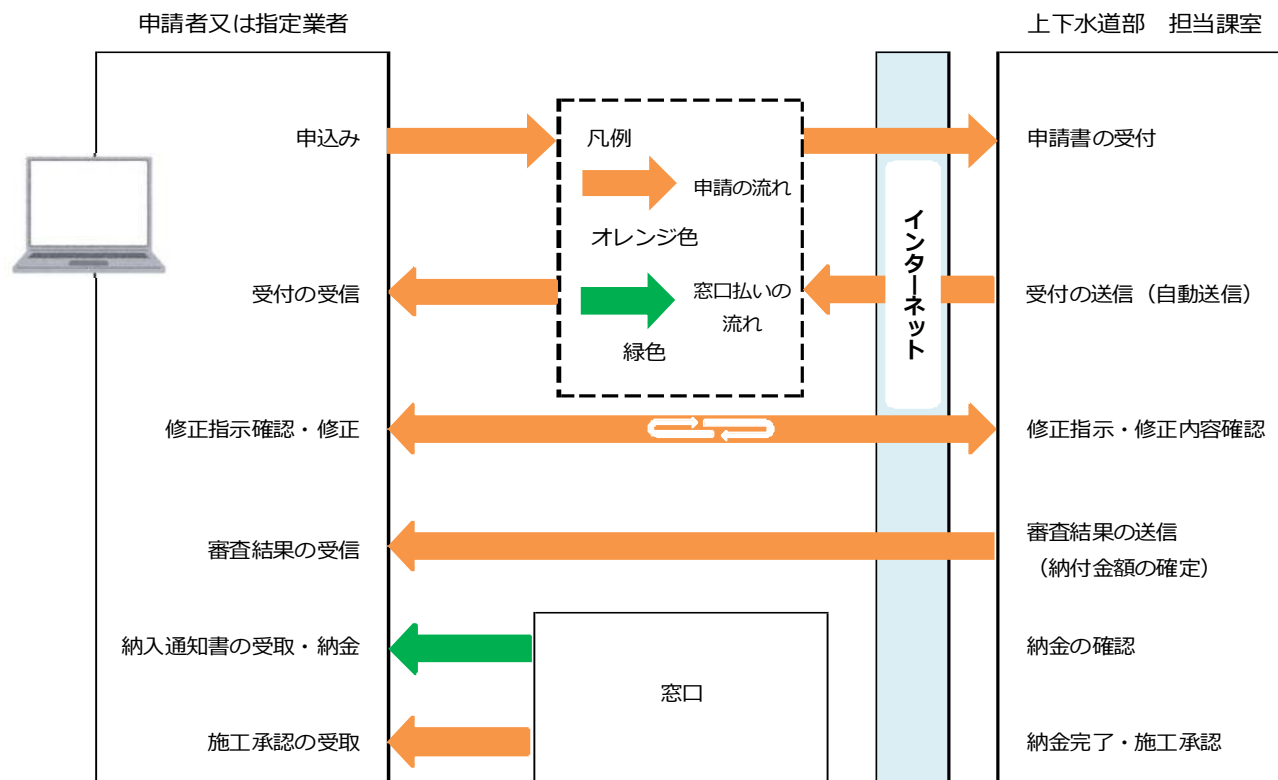 申請者又は指定業者
上下水道部　担当課室
申込み
凡例
申請の流れ
オレンジ色
窓口払いの
流れ
緑色
インターネット
申請書の受付
受付の受信
受付の送信（自動送信）
修正指示確認・修正
修正指示・修正内容確認
審査結果の受信
審査結果の送信
（納付金額の確定）
納入通知書の受取・納金
窓口
納金の確認
施工承認の受取
納金完了・施工承認